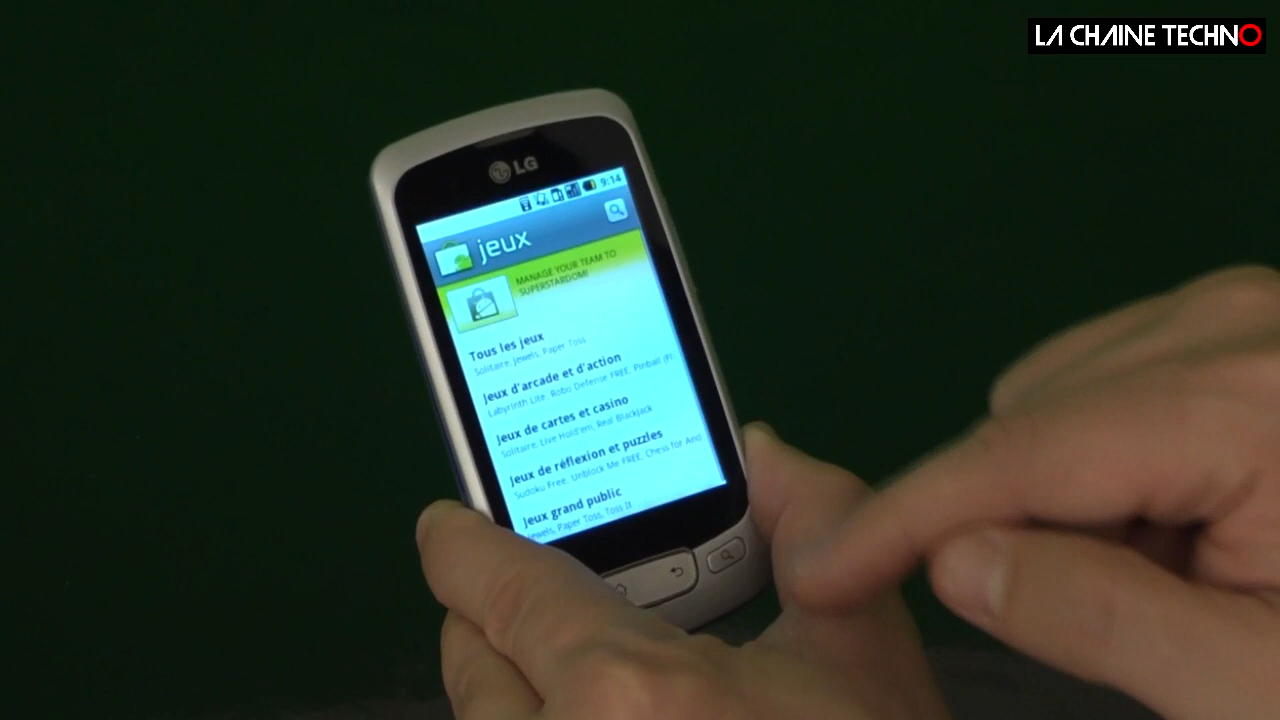 LA CHAINE TECHNO
LG
9:14
jeux
MANAGE YOUR TEAM TO
SUPERSTARDOM!
Tous les jeux
Solitaire, Jewels, Paper Toss
Jeux d'arcade et d'action
Labyrinth Lite, Robo Defense FREE, Pinball (Fl
Jeux de cartes et casino
Solitaire, Live Hold'em, Real BlackJack
Jeux de réflexion et puzzles
Sudoku Free, Unblock Me FREE, Chess for And
Jeux grand public
Jewels, Paper Toss, Toss It